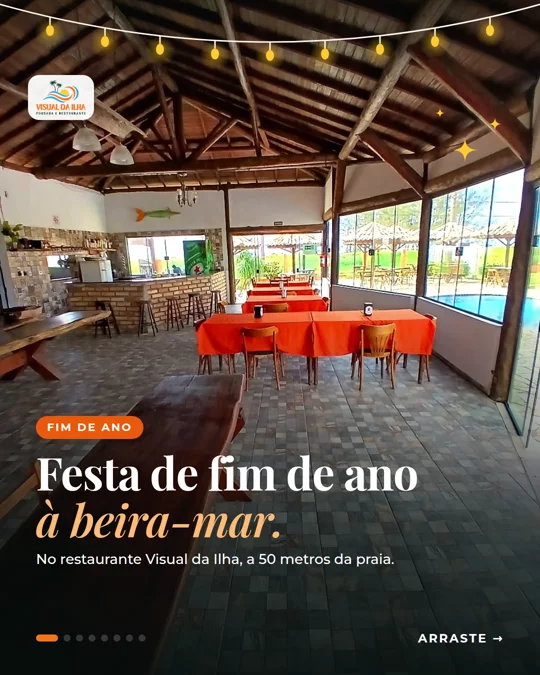 VISUAL DA ILHA
POUSADA E RESTAURANTE
FIM DE ANO
Festa de fim de ano
à beira-mar.
No restaurante Visual da Ilha, a 50 metros da praia.
ARRASTE →